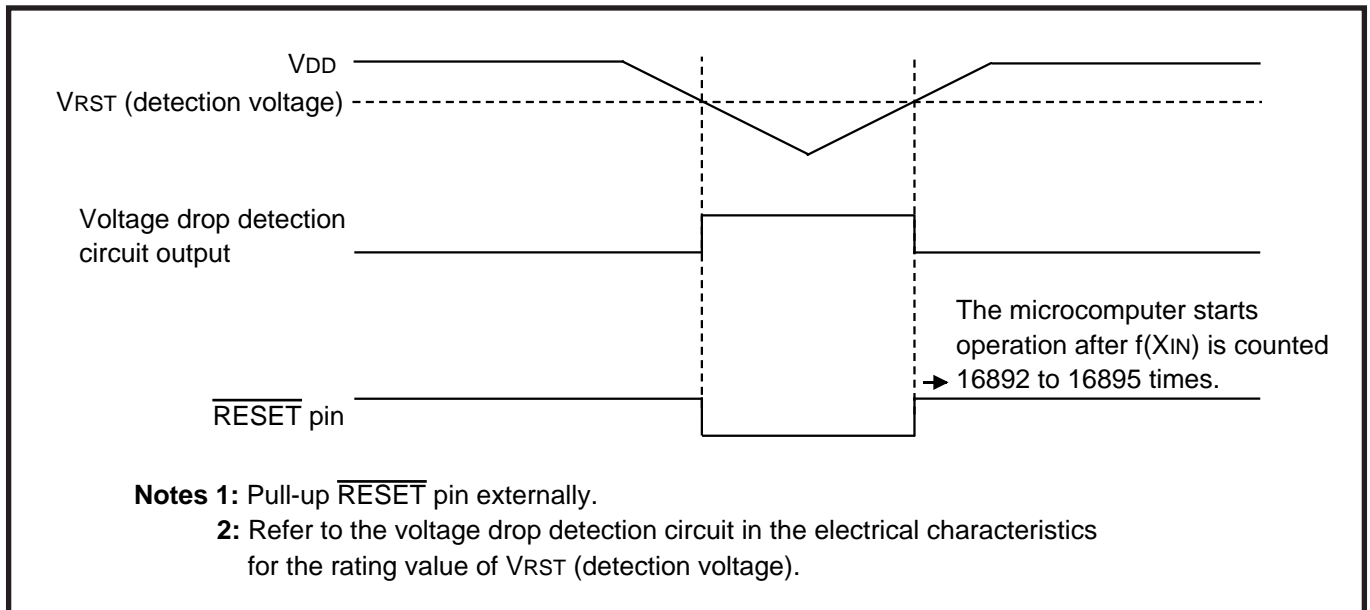 VDD
VRST (detection voltage)
Voltage drop detection
circuit output
The microcomputer starts
operation after f(XIN) is counted
16892 to 16895 times.
RESET pin
Notes 1: Pull-up RESET pin externally.
2: Refer to the voltage drop detection circuit in the electrical characteristics
for the rating value of VRST (detection voltage).